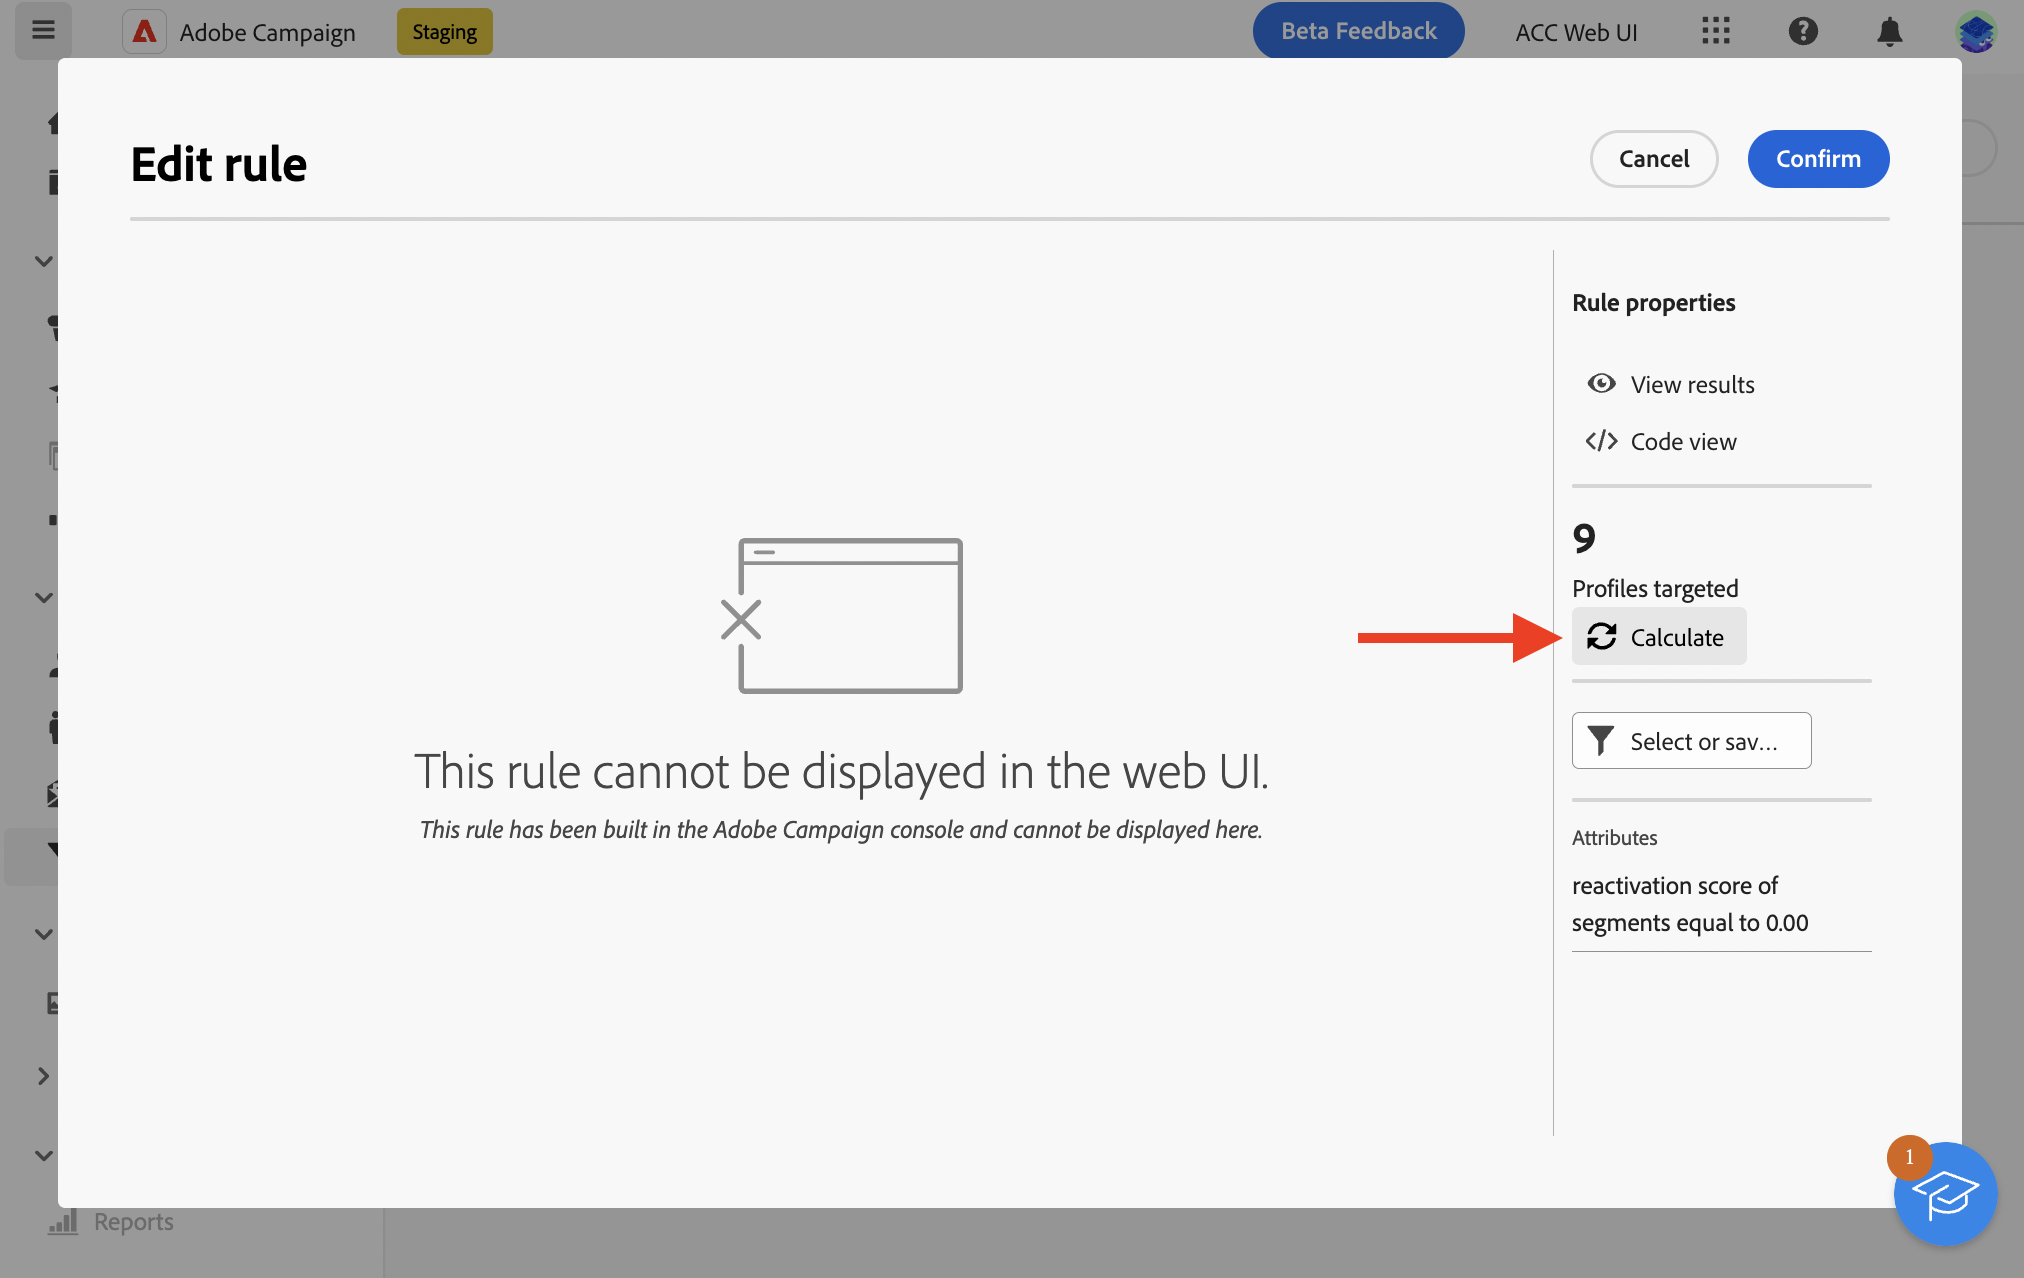 Adobe Campaign
Staging
Beta Feedback
ACC Web UI
Edit rule
Cancel
Confirm
Rule properties
View results
Code view
9
Profiles targeted
Calculate
This rule cannot be displayed in the web UI.
This rule has been built in the Adobe Campaign console and cannot be displayed here.
Select or sav...
Attributes
reactivation score of
segments equal to 0.00
1
Reports